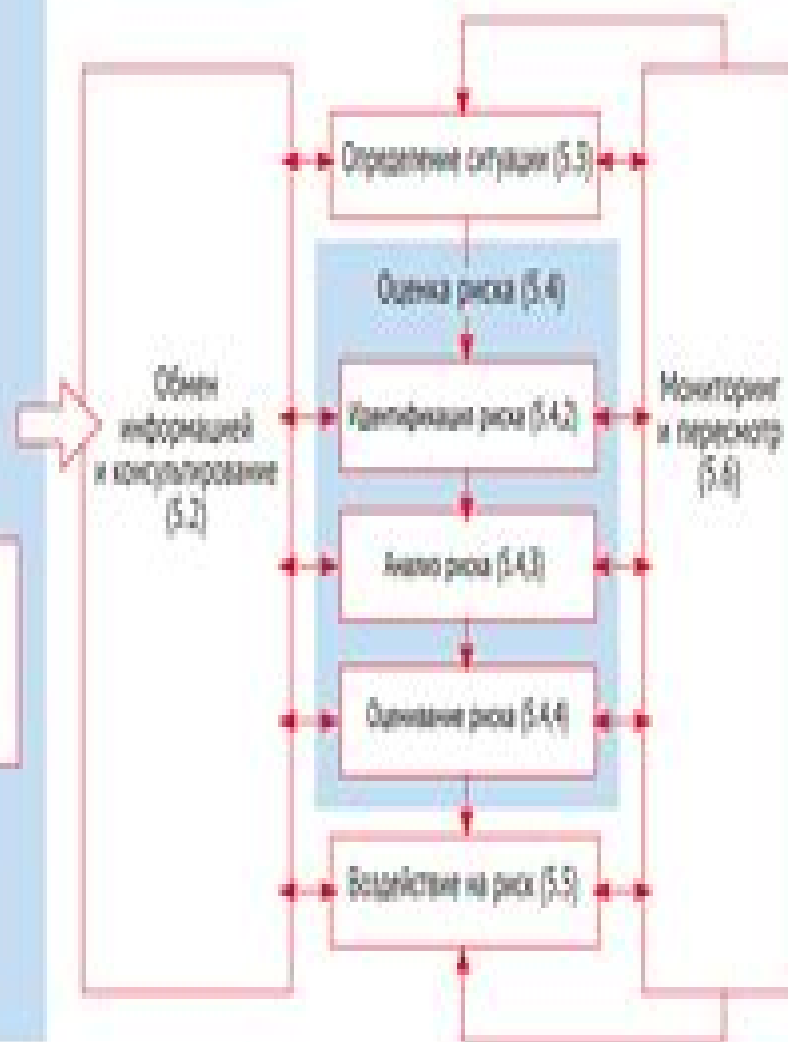 Определение ситуации (5.3)
Оценка риска (5.4)
Обмен
информацией
и консультирование
(5.2)
Идентификация риска (5.4.2)
Мониторинг
и пересмотр
(5.6)
Анализ риска (5.4.3)
Оценивание риска (5.4.4)
Воздействие на риск (5.5)